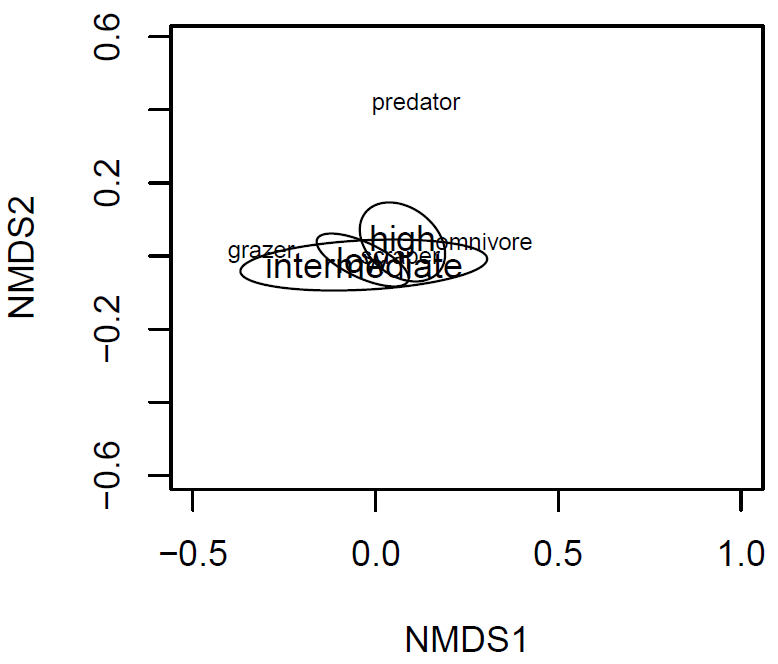 0.6
0.2
−0.2
−0.6
NMDS2
predator
high
omnivore
grazer
scraper
low
intermediate
−0.5
0.0
0.5
1.0
NMDS1